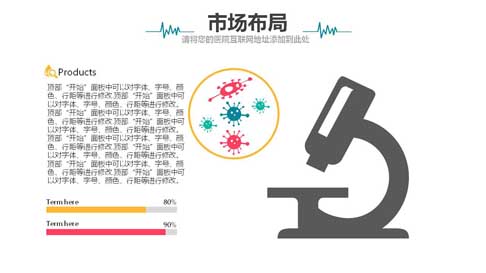 市场布局
请将您的医院互联网地址添加到此处
Products
顶部“开始”面板中可以对字体、字号、颜
色、行距等进行修改.顶部“开始”面板中可
以对字体、字号、颜色、行距等进行修改。
顶部“开始”面板中可以对字体、字号、颜
色、行距等进行修改.顶部“开始”面板中可
以对字体、字号、颜色、行距等进行修改。
顶部“开始”面板中可以对字体、字号、颜
色、行距等进行修改.顶部“开始”面板中可
以对字体、字号、颜色、行距等进行修改。
顶部“开始”面板中可以对字体、字号、颜
色、行距等进行修改.顶部“开始”面板中可
以对字体、字号、颜色、行距等进行修改。
Term here 80%
Term here 90%